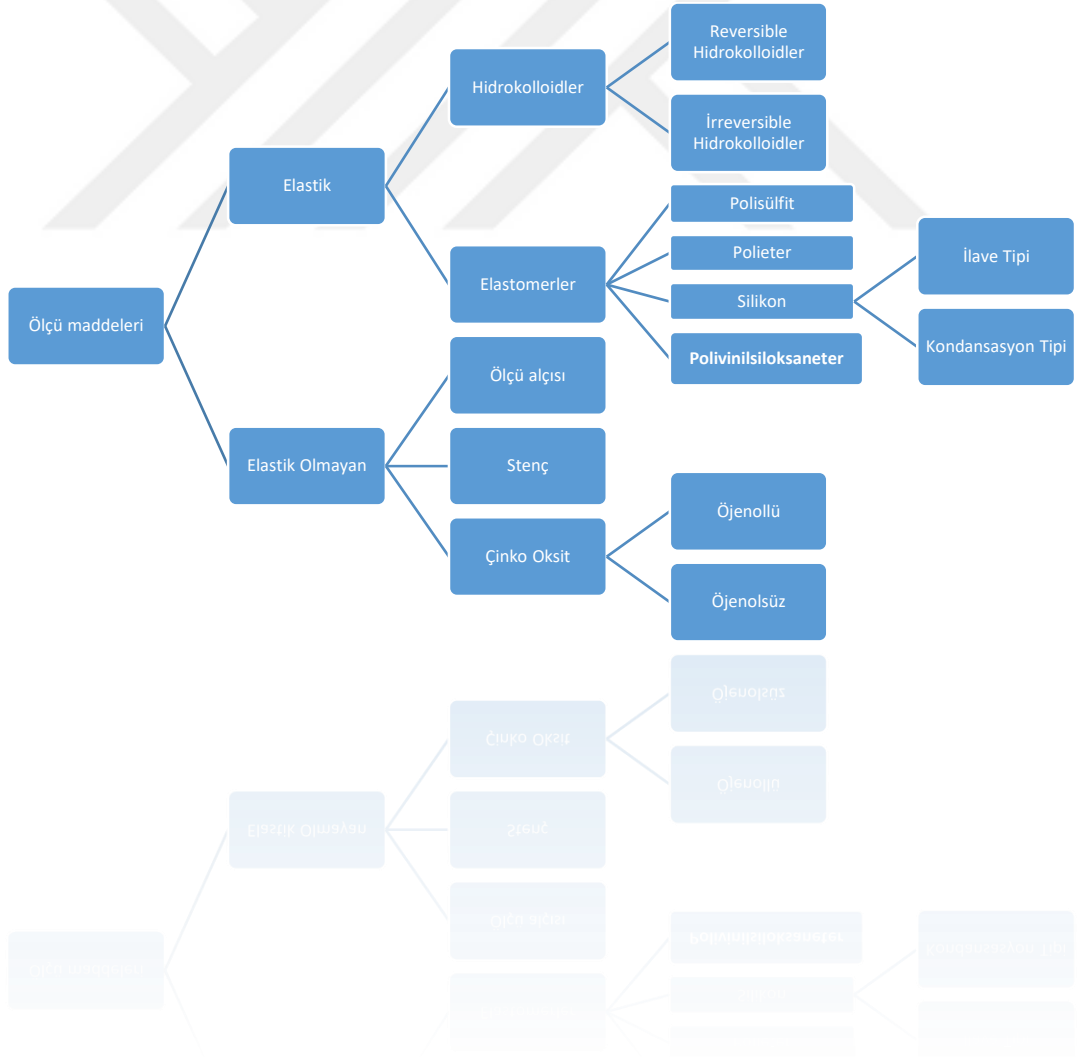 Ölçü maddeleri
Elastik
Hidrokolloidler
Reversible
Hidrokolloidler
İrreversible
Hidrokolloidler
Elastomerler
Polisülfit
Polieter
Silikon
İlave Tipi
Kondansasyon Tipi
Polivinilsiloksaneter
Elastik Olmayan
Ölçü alçısı
Stenç
Çinko Oksit
Öjenollü
Öjenolsüz